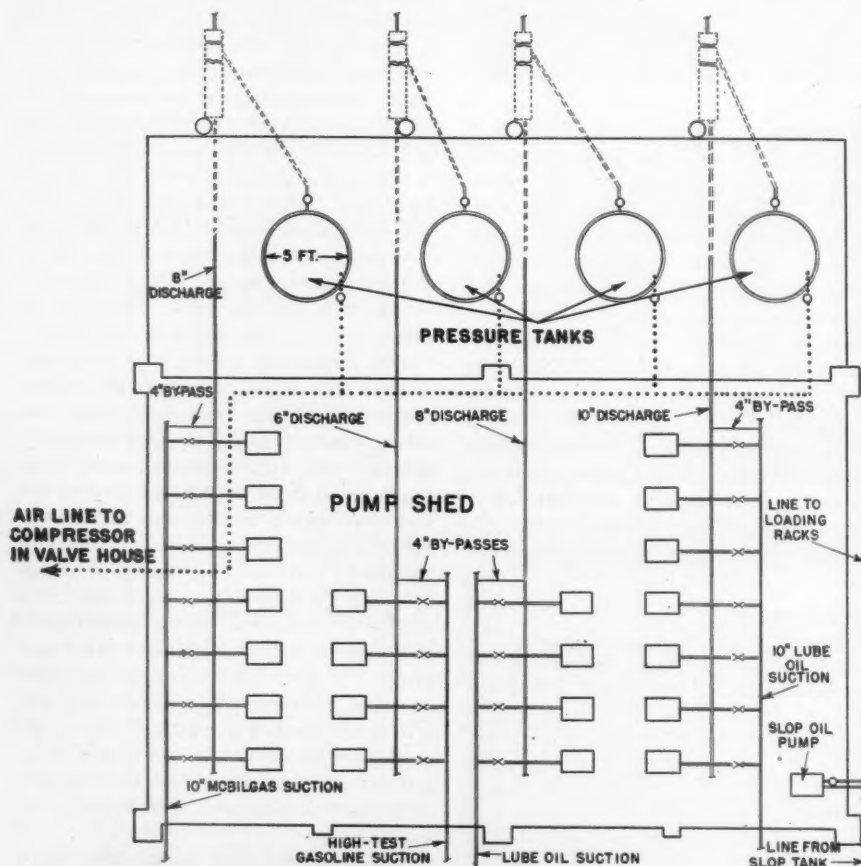 5 FT.
8"
DISCHARGE
PRESSURE TANKS
4" BY-PASS
6" DISCHARGE
8" DISCHARGE
10" DISCHARGE
4" BY-PASS
PUMP SHED
AIR LINE TO
COMPRESSOR
IN VALVE HOUSE
4" BY-PASSES
LINE TO
LOADING
RACKS
10" LUBE
OIL
SUCTION
SLOP OIL
PUMP
10" MOBILGAS SUCTION
HIGH-TEST
GASOLINE SUCTION
LUBE OIL SUCTION
LINE FROM
SLOP TANK